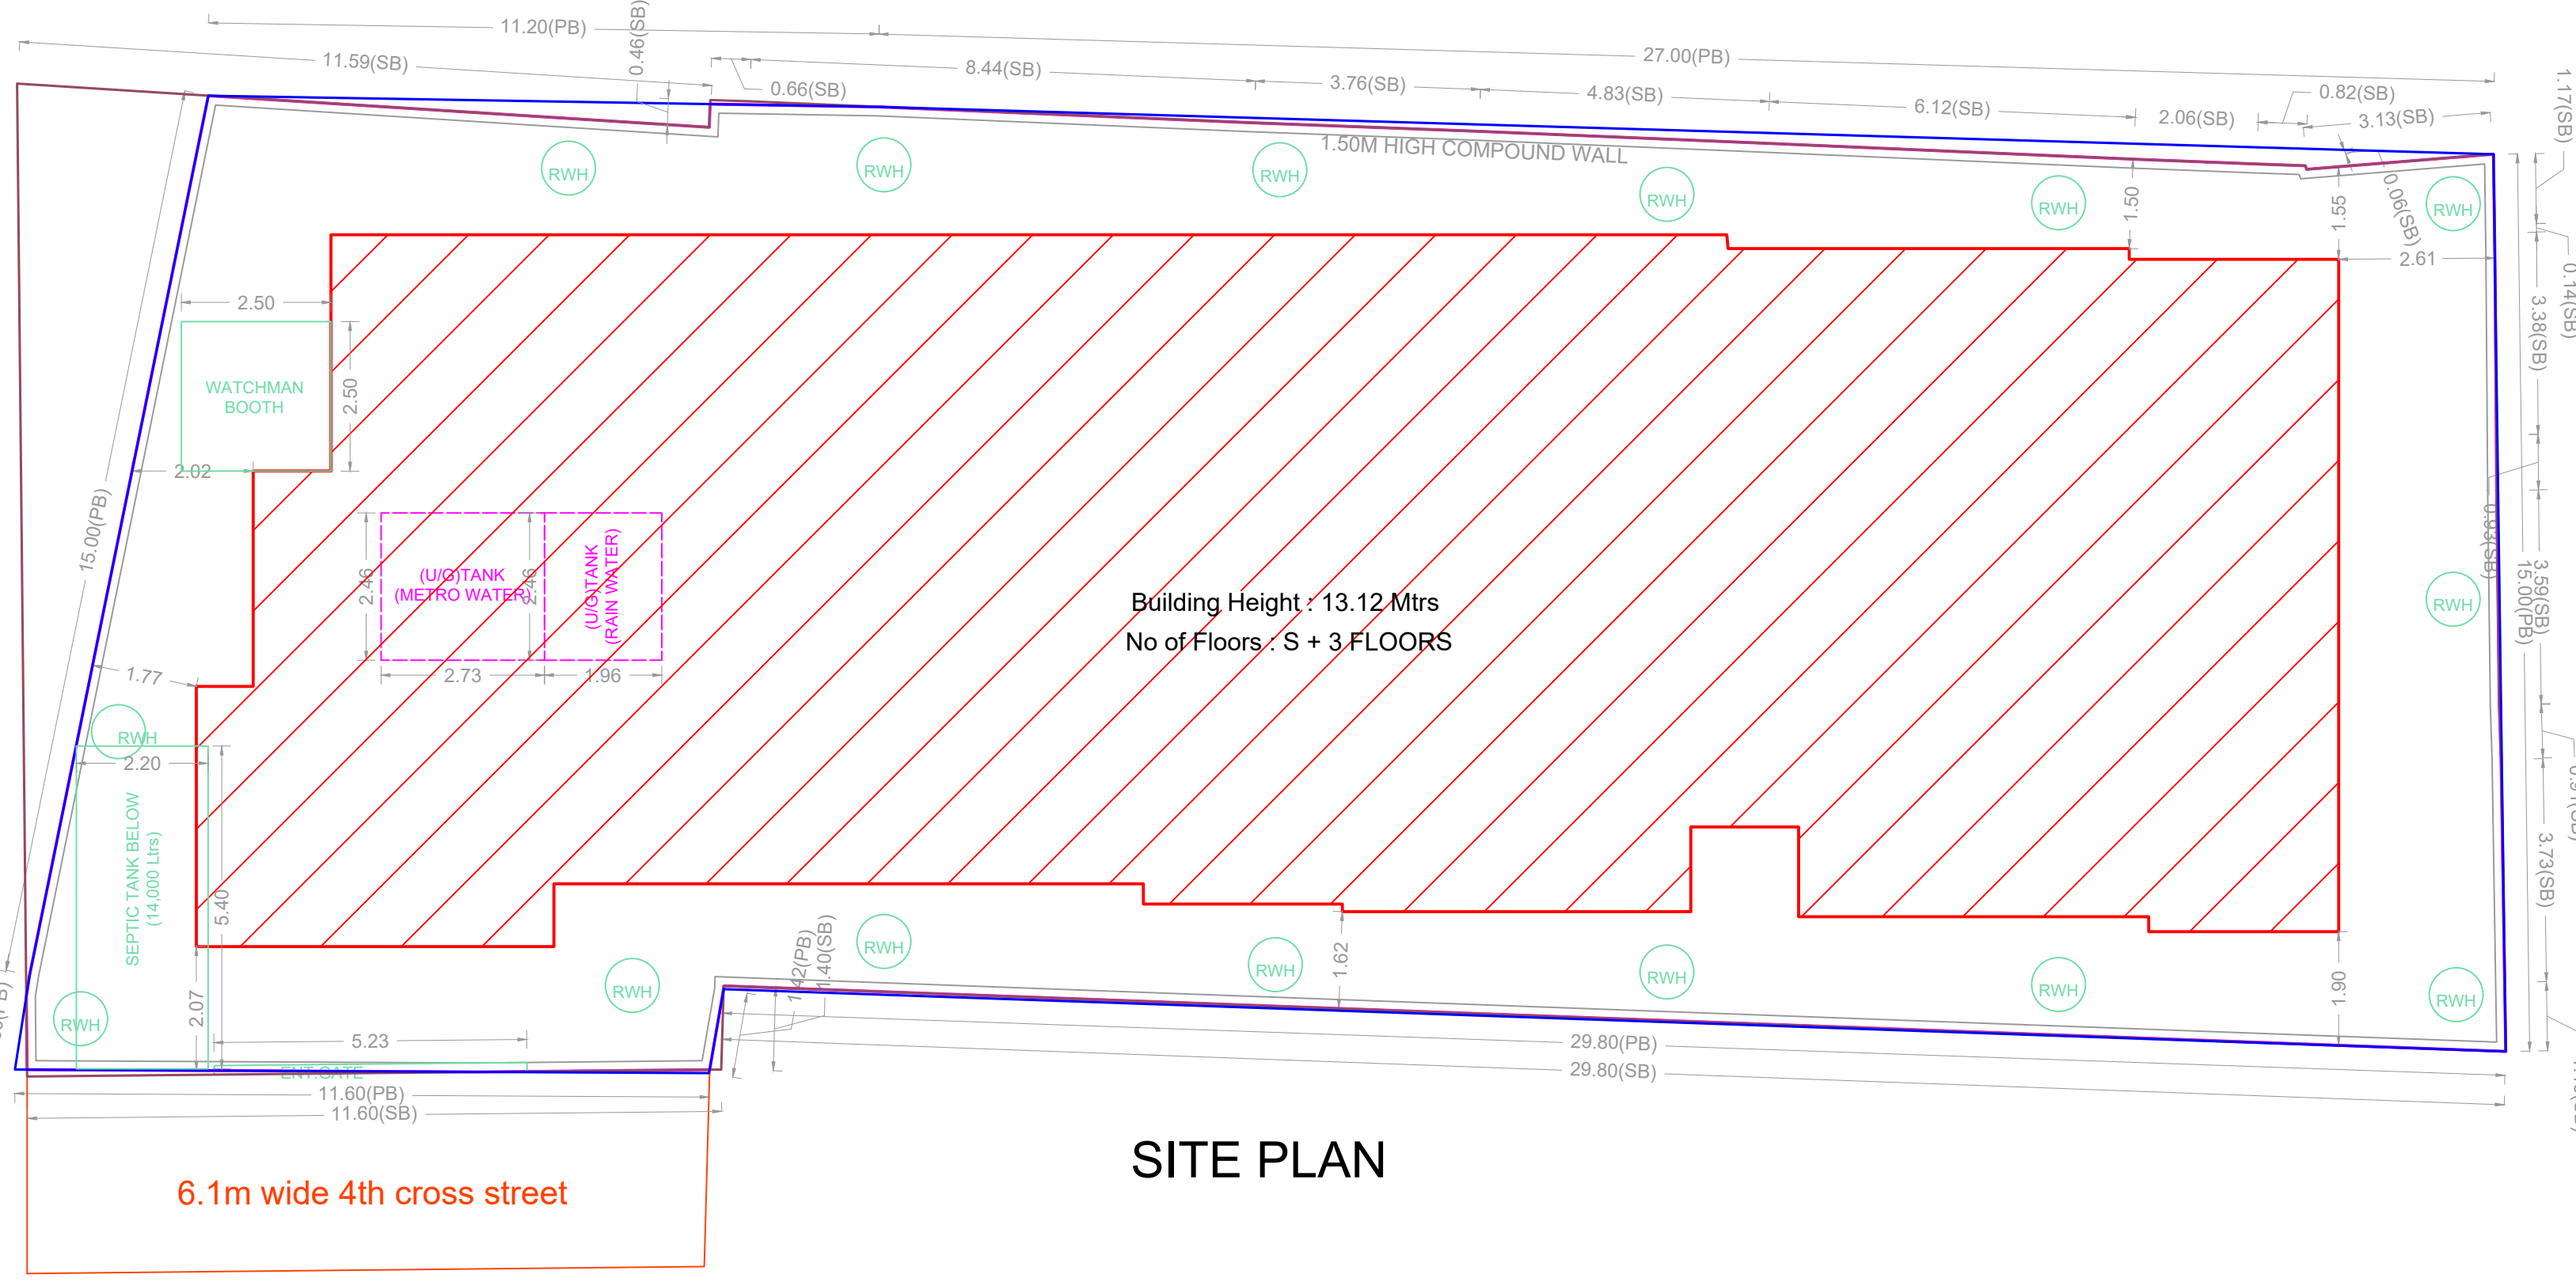 11.20(PB)
27.00(PB)
11.59(SB)
0.46(SB)
0.66(SB)
8.44(SB)
3.76(SB)
4.83(SB)
6.12(SB)
2.06(SB)
0.82(SB)
3.13(SB)
1.17(SB)
1.50M HIGH COMPOUND WALL
RWH
RWH
RWH
RWH
RWH
RWH
1.50
1.55
0.06(SB)
2.61
0.14(SB)
3.38(SB)
2.50
WATCHMAN
BOOTH
2.50
2.02
15.00(PB)
2.46
(U/G)TANK
(METRO WATER)
2.46
(U/G)TANK
(RAIN WATER)
2.73
1.96
Building Height : 13.12 Mtrs
No of Floors : S + 3 FLOORS
0.93(SB)
3.59(SB)
15.00(PB)
RWH
1.77
RWH
2.20
SEPTIC TANK BELOW
(14,000 Ltrs)
5.40
2.07
RWH
3.73(SB)
RWH
RWH
RWH
RWH
RWH
RWH
1.42(PB)
1.40(SB)
1.62
1.90
5.23
ENT.GATE
11.60(PB)
11.60(SB)
29.80(PB)
29.80(SB)
SITE PLAN
6.1m wide 4th cross street